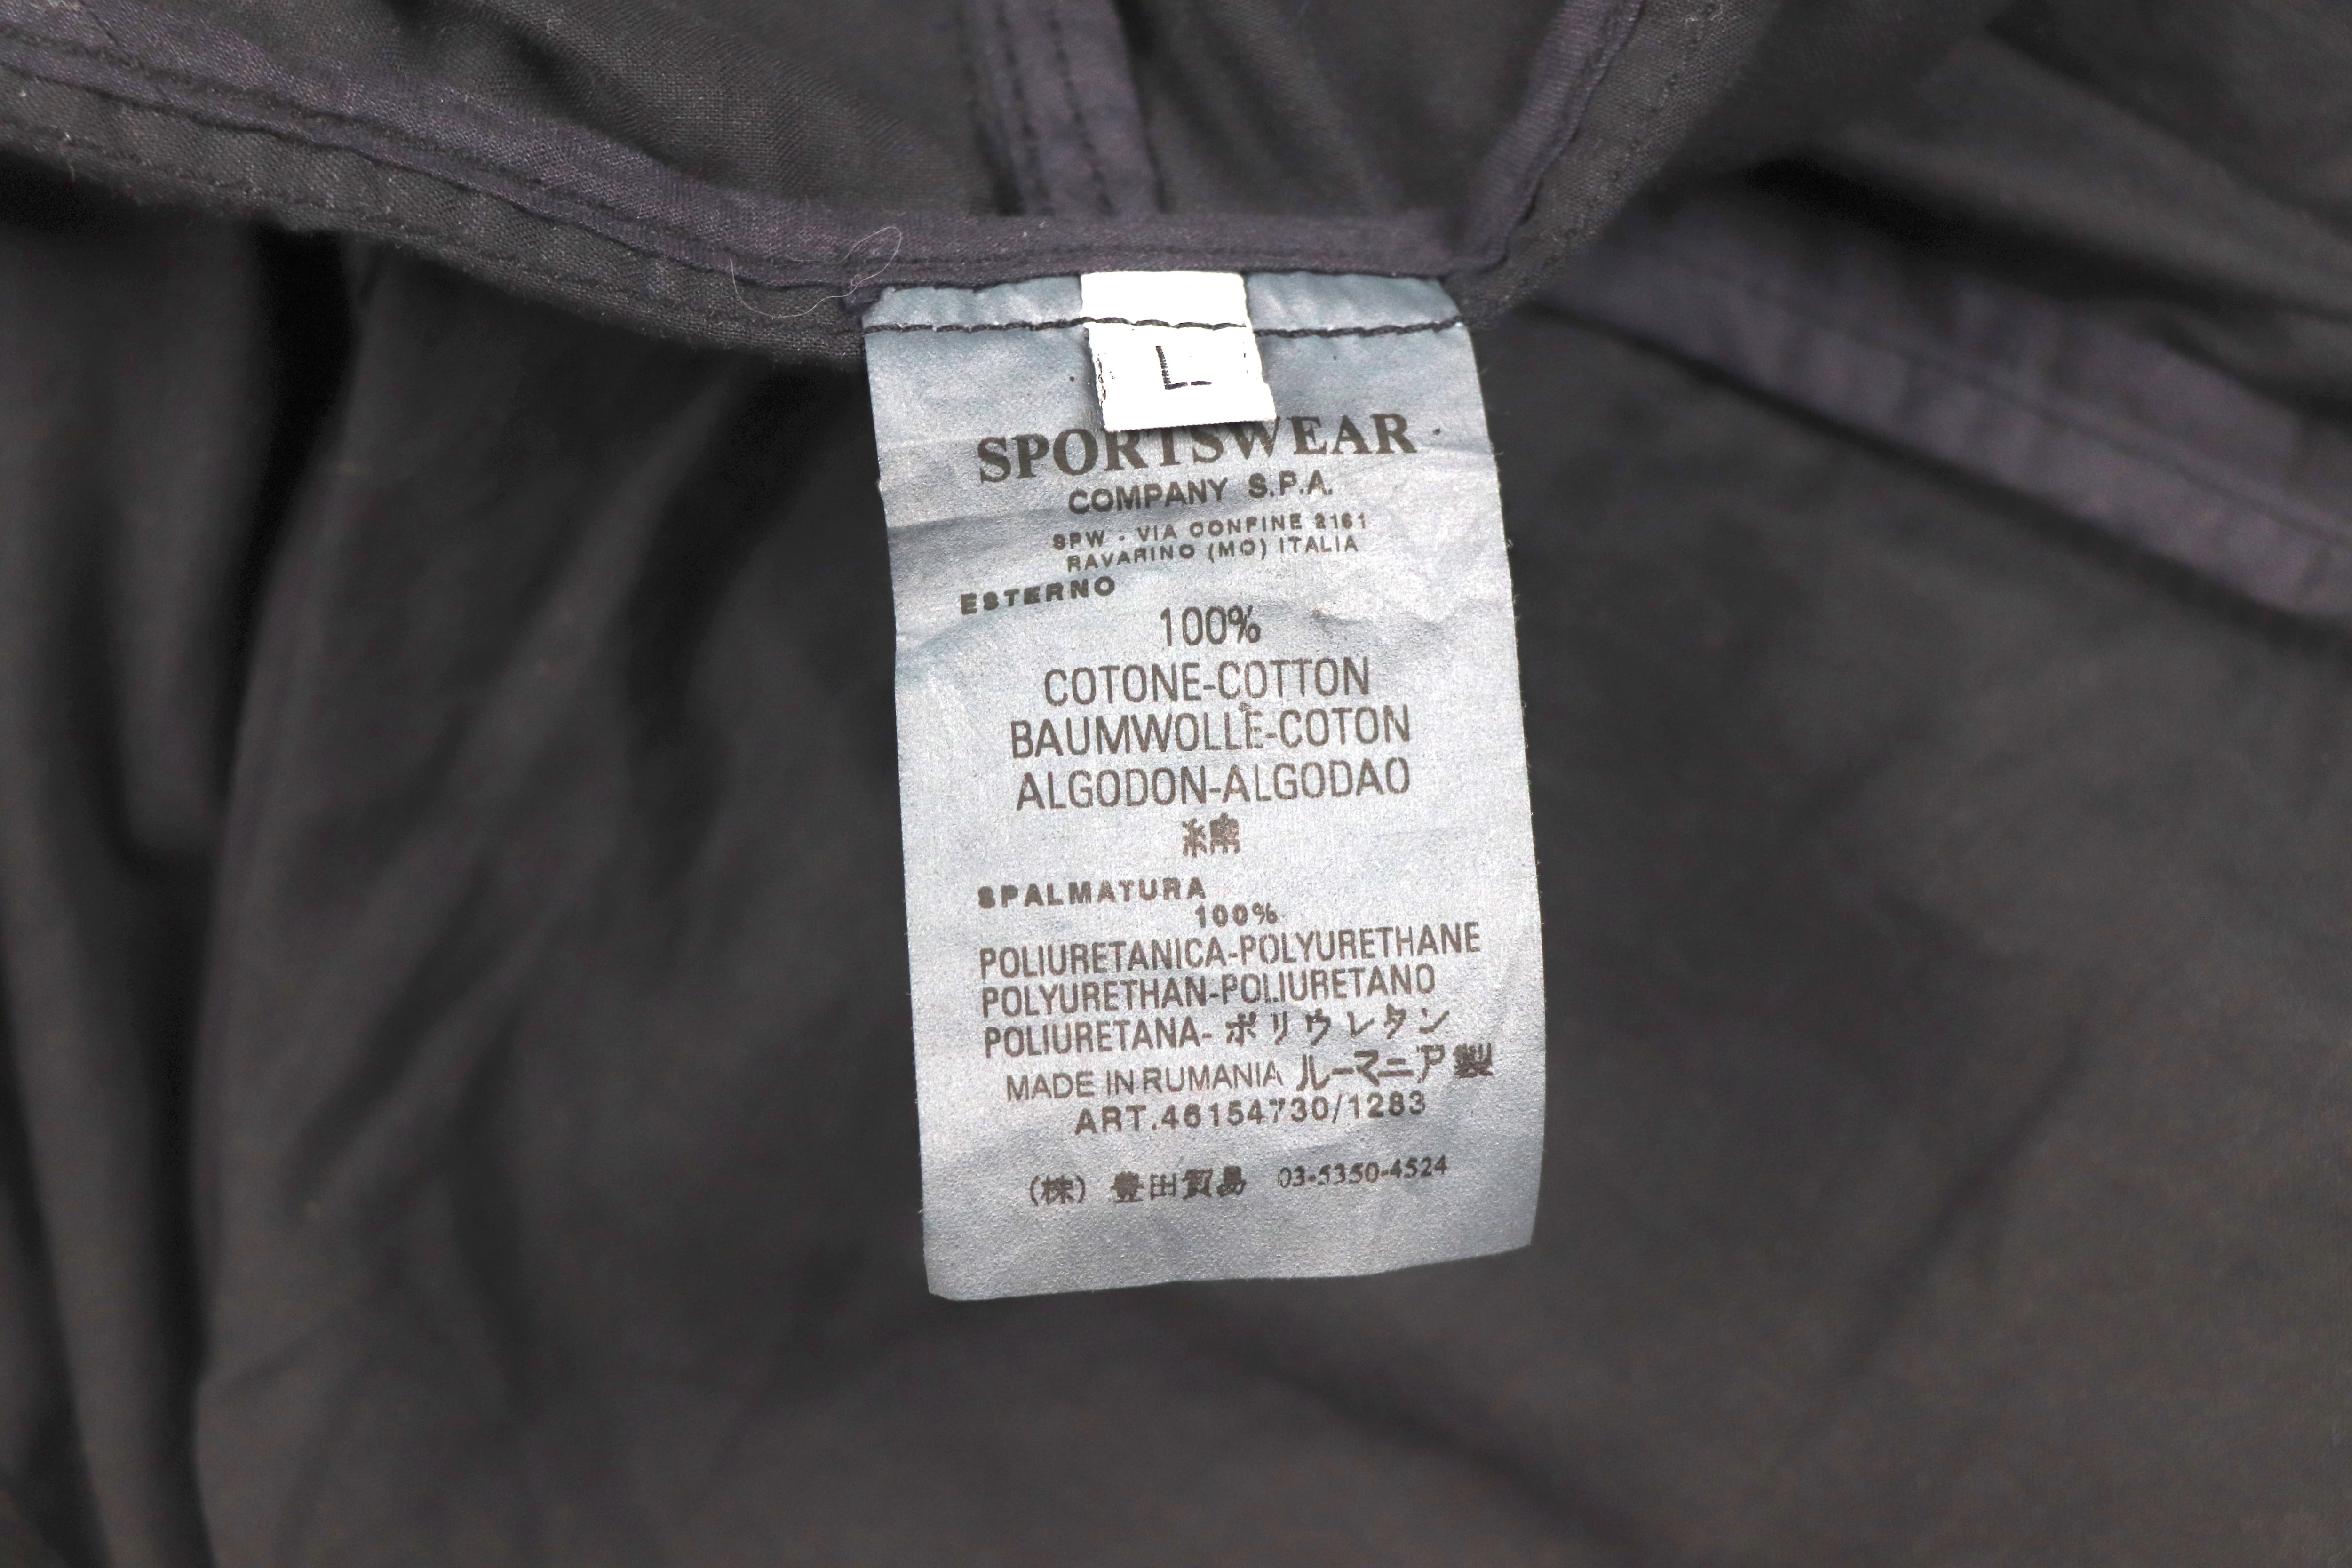 L
SPORTSWEAR
COMPANY S.P.A.
SPW - VIA CONFINE 2161
RAVARINO (MO) ITALIA
ESTERNO
100%
COTONE-COTTON
BAUMWOLLE-COTON
ALGODON-ALGODAO
綿
SPALMATURA
100%
POLIURETANICA-POLYURETHANE
POLYURETHAN-POLIURETANO
POLIURETANA- ポリウレタン
MADE IN RUMANIA ルーマニア製
ART.46154730/1283
(株) 豊田貿易 03-5350-4524